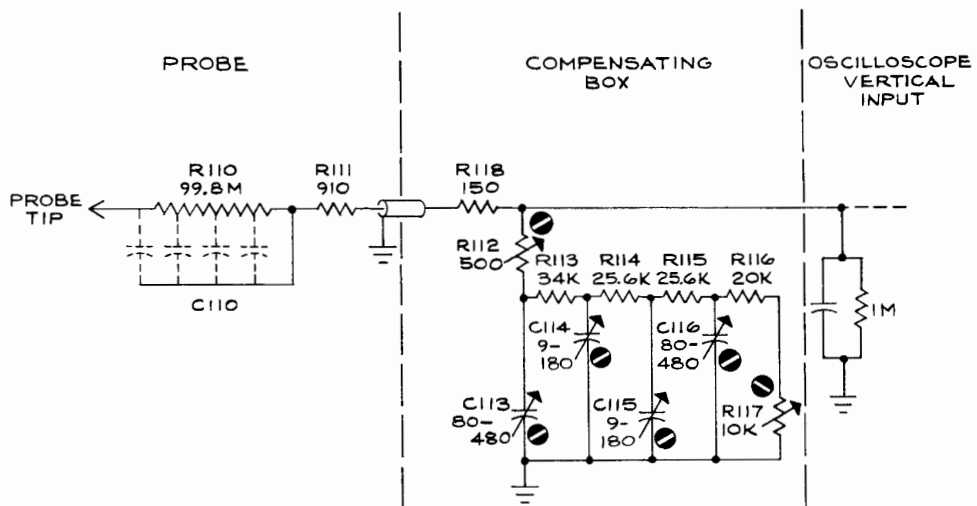 PROBE
COMPENSATING
BOX
OSCILLOSCOPE
VERTICAL
INPUT
PROBE
TIP
R110
99.8M
R111
910
C110
R118
150
R112
500
R113
34K
R114
25.6K
R115
25.6K
R116
20K
C114
9-
180
C116
80-
480
C113
80-
480
C115
9-
180
R117
10K
1M